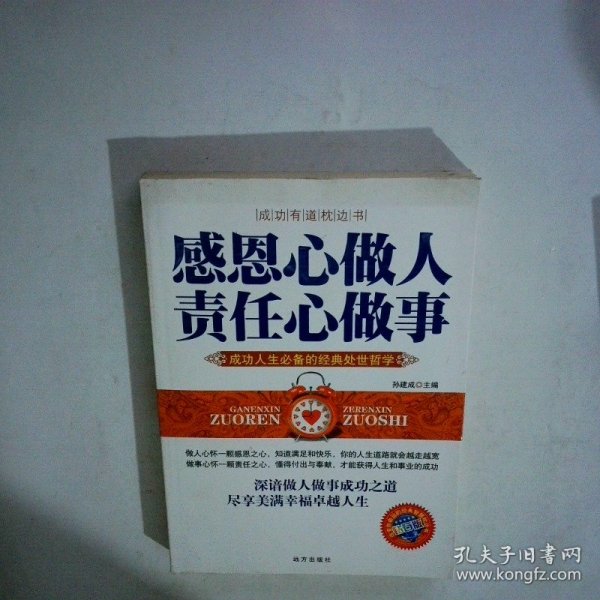 成功有道枕边书
感恩心做人
责任心做事
成功人生必备的经典处世哲学
孙建成◎主编
GANENXIN ZERENXIN
ZUOREN ZUOSHI
做人心怀一颗感恩之心，知道满足和快乐，你的人生道路就会越走越宽
做事心怀一颗责任之心，懂得付出与奉献，才能获得人生和事业的成功
深谙做人做事成功之道
尽享美满幸福卓越人生
远方出版社
孔夫子旧书网
www.kongfz.com